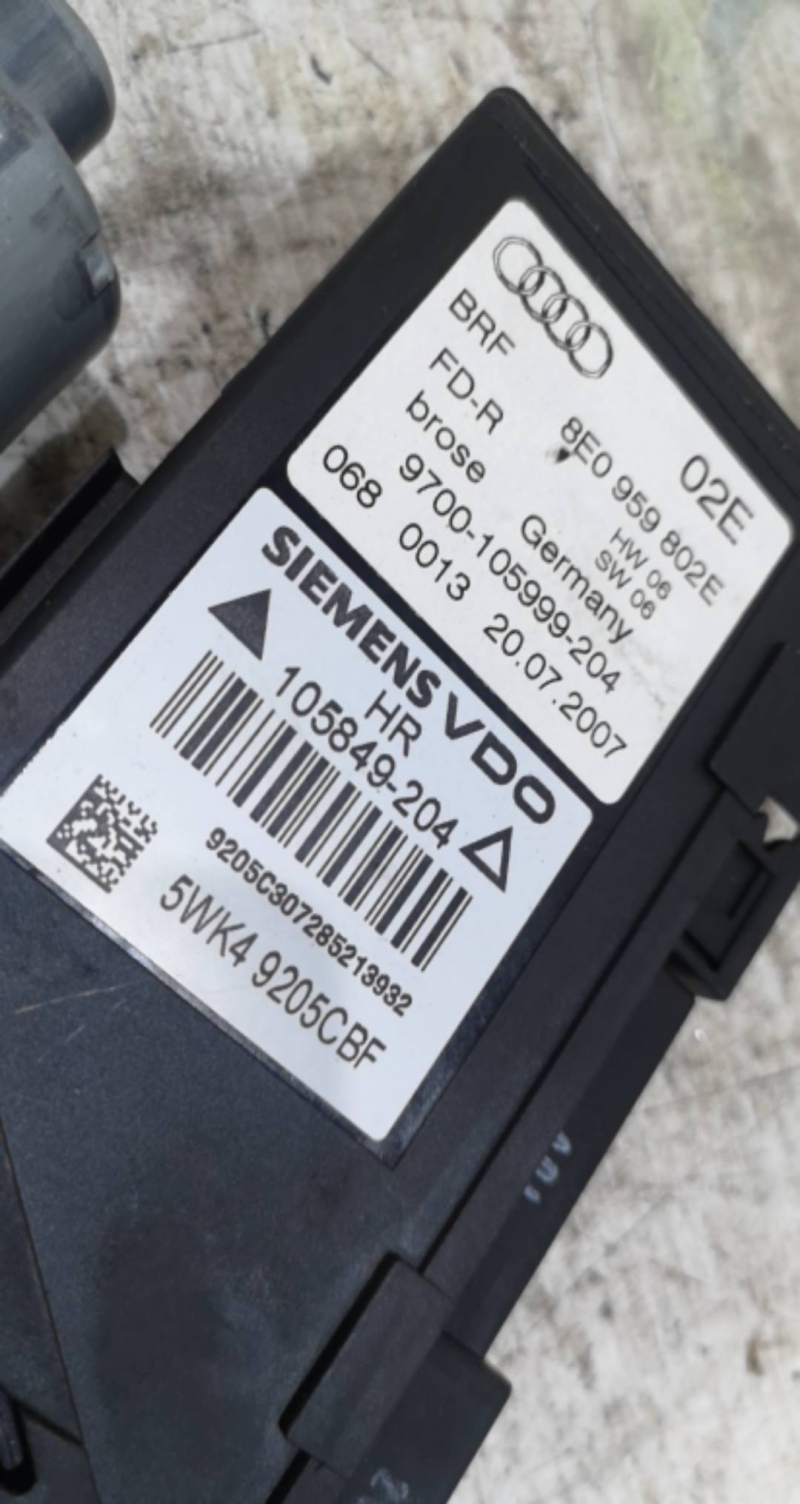 BRF
02E
FD-R 8E0 959 802E
HW 06
brose Germany SW 06
9700-105999-204
068 0013 20.07.2007
SIEMENS VDO
HR
105849-204
9205C307285213932
5WK4 9205CBF